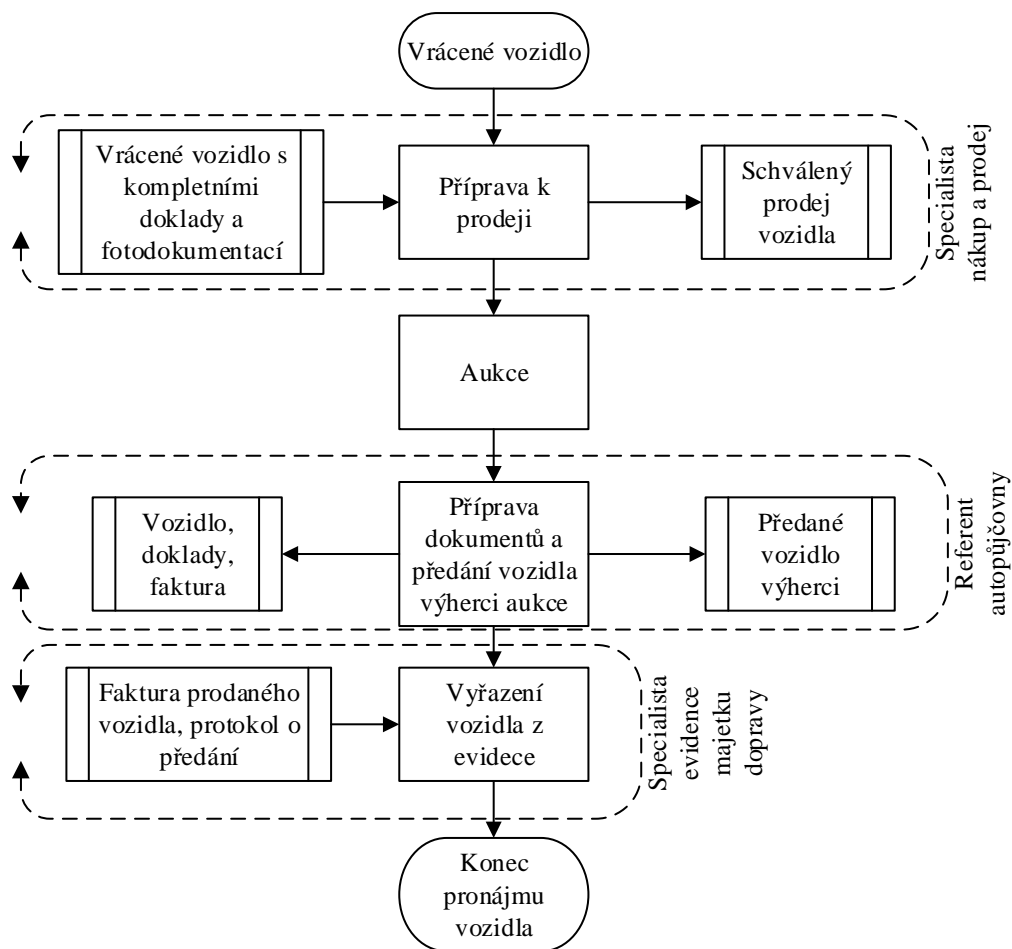 Vrácené vozidlo
Vrácené vozidlo s
kompletními
doklady a
fotodokumentací
Příprava k
prodeji
Schválený
prodej
vozidla
Specialista
nákup a prodej
Aukce
Vozidlo,
doklady,
faktura
Příprava
dokumentů a
předání vozidla
výherci aukce
Předané
vozidlo
výherci
Referent
autopůjčovny
Faktura prodaného
vozidla, protokol o
předání
Vyřazení
vozidla z
evidece
Specialista
evidence
majetku
dopravy
Konec
pronájmu
vozidla